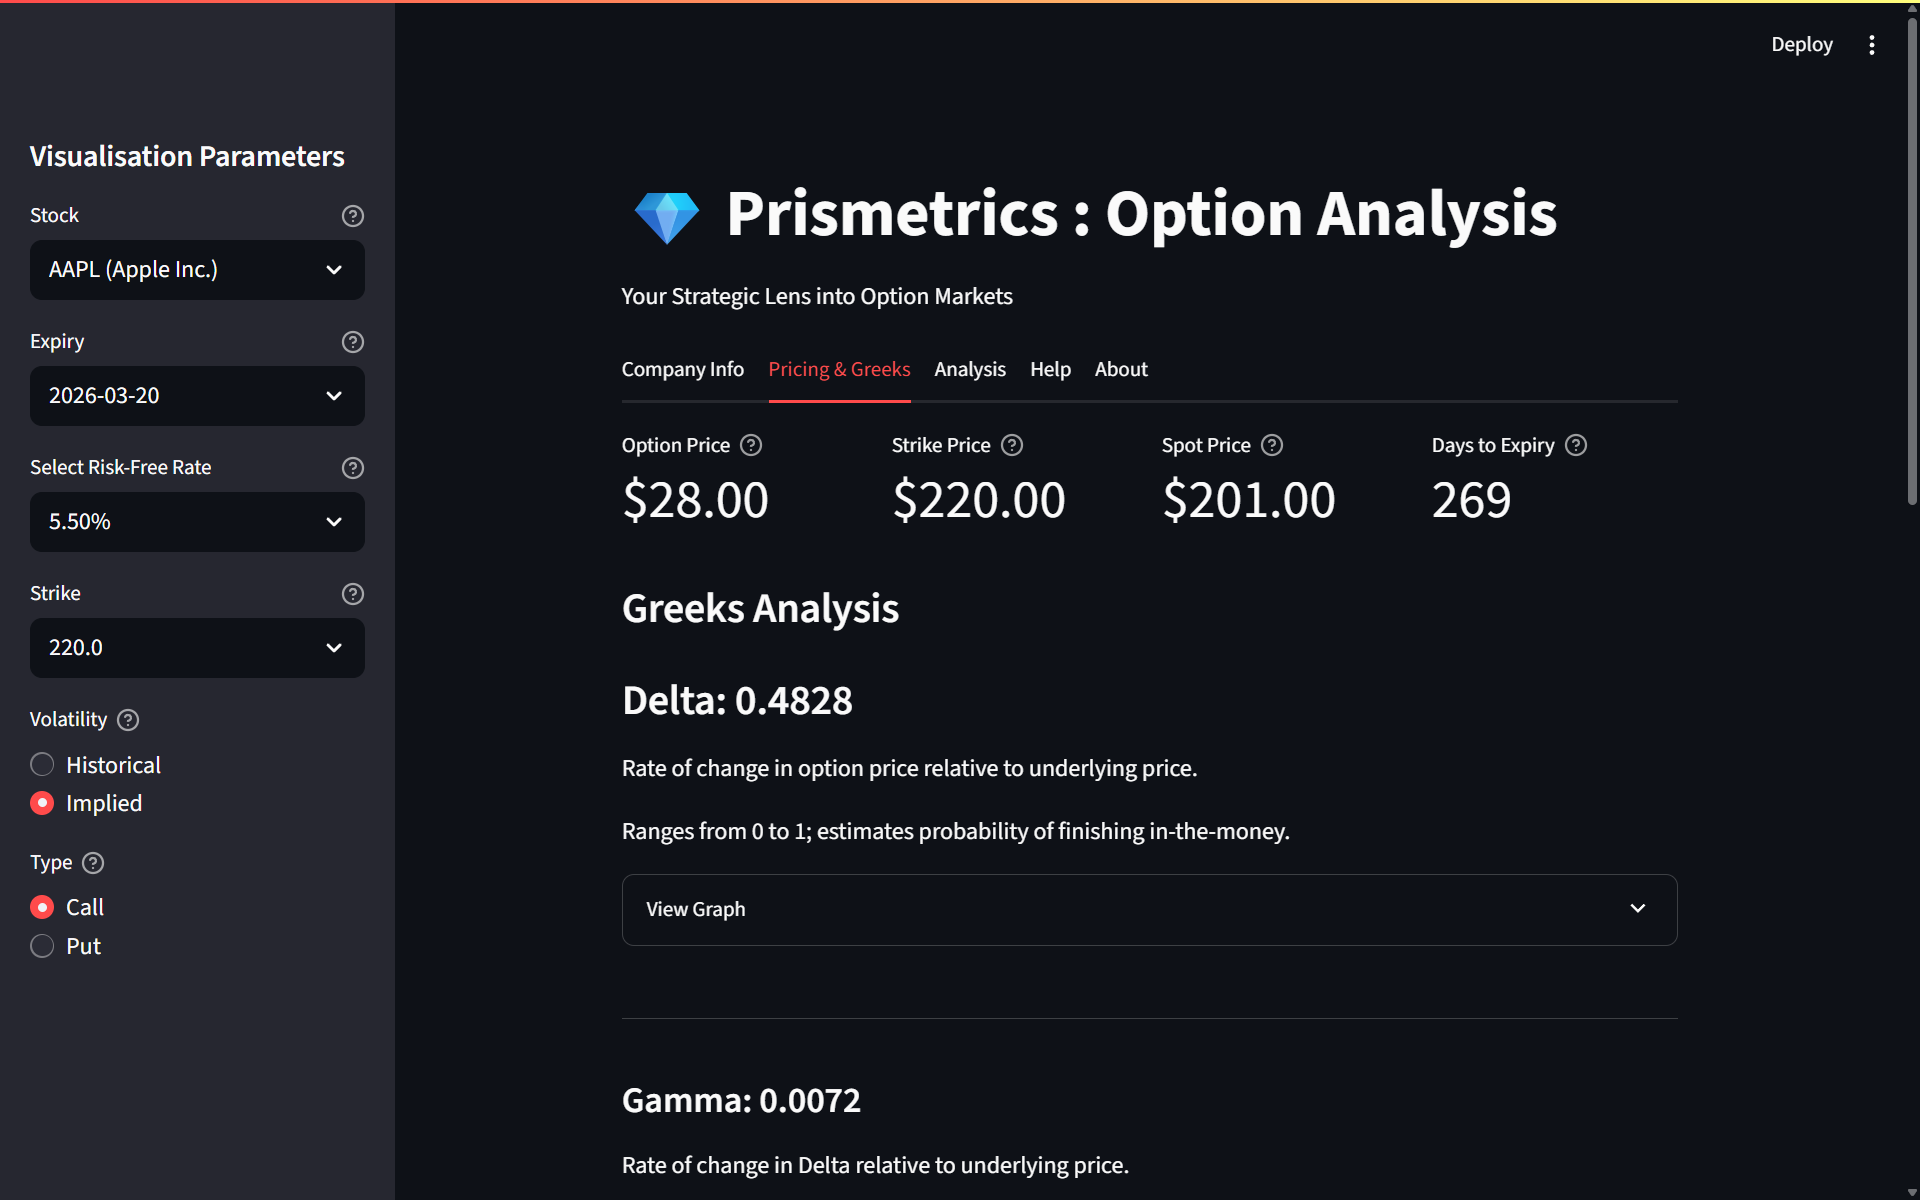 Deploy
Visualisation Parameters
Stock
AAPL (Apple Inc.)
Expiry
2026-03-20
Select Risk-Free Rate
5.50%
Strike
220.0
Volatility
Historical
Implied
Type
Call
Put
Prismetrics : Option Analysis
Your Strategic Lens into Option Markets
Company Info Pricing & Greeks Analysis Help About
Option Price Strike Price Spot Price Days to Expiry
$28.00 $220.00 $201.00 269
Greeks Analysis
Delta: 0.4828
Rate of change in option price relative to underlying price.
Ranges from 0 to 1; estimates probability of finishing in-the-money.
View Graph
Gamma: 0.0072
Rate of change in Delta relative to underlying price.